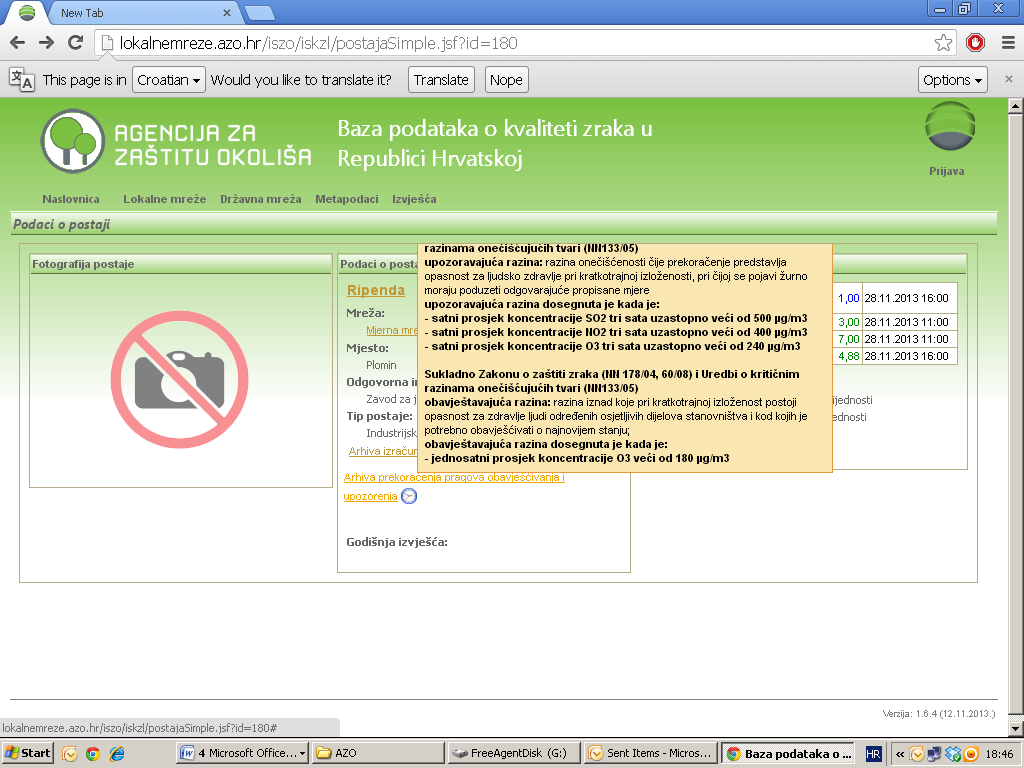 New Tab
lokalnemreze.azo.hr/iszo/iskzl/postajaSimple.jsf?id=180
This page is in Croatian Would you like to translate it? Translate Nope Options
AGENCIJA ZA
ZAŠTITU OKOLIŠA
Baza podataka o kvaliteti zraka u
Republici Hrvatskoj
Prijava
Naslovnica Lokalne mreže Državna mreža Metapodaci Izvješća
Podaci o postaji
Fotografija postaje
Podaci o posta
Ripenda
Mreža:
Mjerna mre
Mjesto:
Plomin
Odgovorna in
Zavod za j
Tip postaje:
Industrijsk
Arhiva izračun
Arhiva prekoračenja pragova obavješćivanja i
upozorenja
Godišnja izvješća:
razinama onečišćujućih tvari (NN133/05)
upozoravajuća razina: razina onečišćenosti čije prekoračenje predstavlja
opasnost za ljudsko zdravlje pri kratkotrajnoj izloženosti, pri čijoj se pojavi žurno
moraju poduzeti odgovarajuće propisane mjere
upozoravajuća razina dosegnuta je kada je:
- satni prosjek koncentracije SO2 tri sata uzastopno veći od 500 µg/m3
- satni prosjek koncentracije NO2 tri sata uzastopno veći od 400 µg/m3
- satni prosjek koncentracije O3 tri sata uzastopno veći od 240 µg/m3
Sukladno Zakonu o zaštiti zraka (NN 178/04, 60/08) i Uredbi o kritičnim
razinama onečišćujućih tvari (NN133/05)
obavještavajuća razina: razina iznad koje pri kratkotrajnoj izloženost postoji
opasnost za zdravlje ljudi određenih osjetljivih dijelova stanovništva i kod kojih je
potrebno obavješćivati o najnovijem stanju;
obavještavajuća razina dosegnuta je kada je:
- jednosatni prosjek koncentracije O3 veći od 180 µg/m3
1,00 28.11.2013 16:00
3,00 28.11.2013 11:00
7,00 28.11.2013 11:00
4,88 28.11.2013 16:00
ijednosti
ednosti
Verzija: 1.6.4 (12.11.2013.)
lokalnemreze.azo.hr/iszo/iskzl/postajaSimple.jsf?id=180#
Start 4 Microsoft Office... AZO FreeAgentDisk (G:) Sent Items - Micros... Baza podataka o ... HR « 18:46